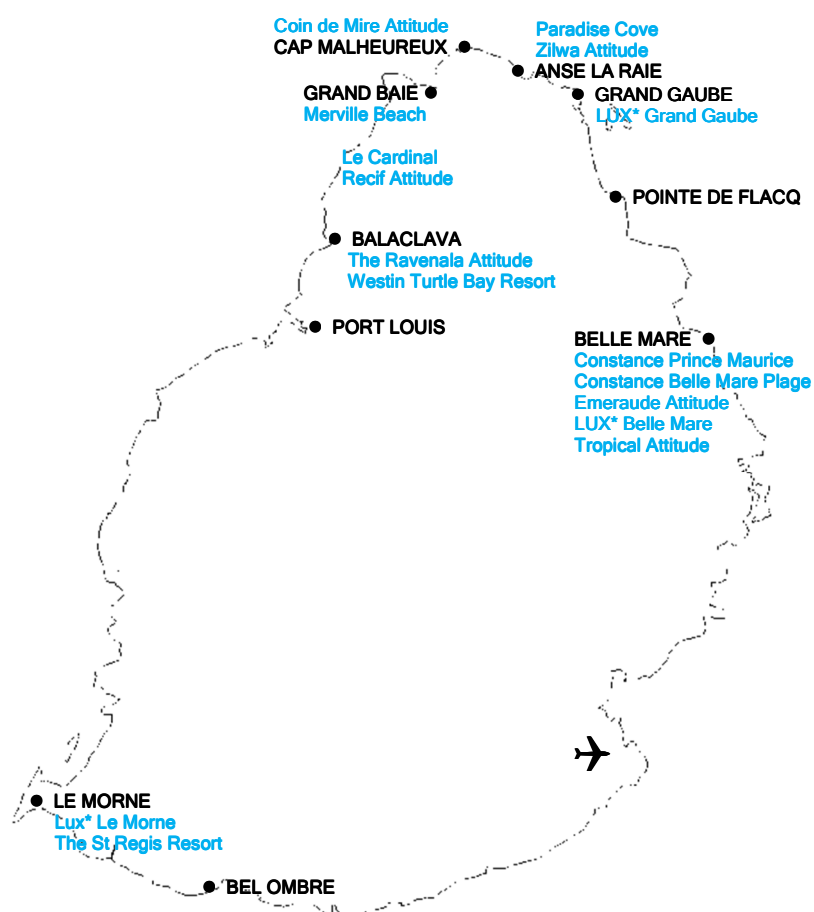 Coin de Mire Attitude
CAP MALHEUREUX
Paradise Cove
Zilwa Attitude
ANSE LA RAIE
GRAND BAIE
Merville Beach
GRAND GAUBE
LUX* Grand Gaube
Le Cardinal
Recif Attitude
POINTE DE FLACQ
BALACLAVA
The Ravenala Attitude
Westin Turtle Bay Resort
PORT LOUIS
BELLE MARE
Constance Prince Maurice
Constance Belle Mare Plage
Emeraude Attitude
LUX* Belle Mare
Tropical Attitude
LE MORNE
Lux* Le Morne
The St Regis Resort
BEL OMBRE